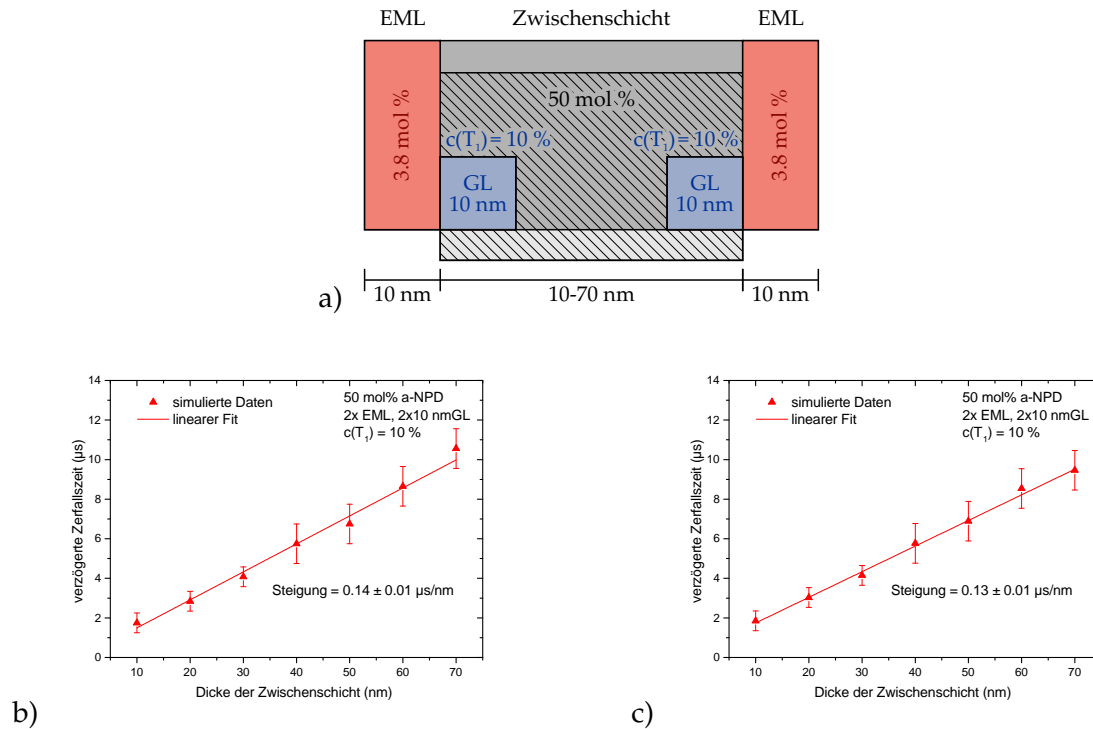 EML Zwischenschicht EML
3.8 mol %
50 mol %
c(T₁) = 10 % c(T₁) = 10 %
GL
10 nm
GL
10 nm
3.8 mol %
10 nm 10-70 nm 10 nm
a)
verzögerte Zerfallszeit (µs)
14
12
10
8
6
4
2
0
simulierte Daten
linearer Fit
50 mol% a-NPD
2x EML, 2x10 nmGL
c(T₁) = 10 %
Steigung = 0.14 ± 0.01 µs/nm
10 20 30 40 50 60 70
Dicke der Zwischenschicht (nm)
b)
verzögerte Zerfallszeit (µs)
14
12
10
8
6
4
2
0
simulierte Daten
linearer Fit
50 mol% a-NPD
2x EML, 2x10 nmGL
c(T₁) = 10 %
Steigung = 0.13 ± 0.01 µs/nm
10 20 30 40 50 60 70
Dicke der Zwischenschicht (nm)
c)